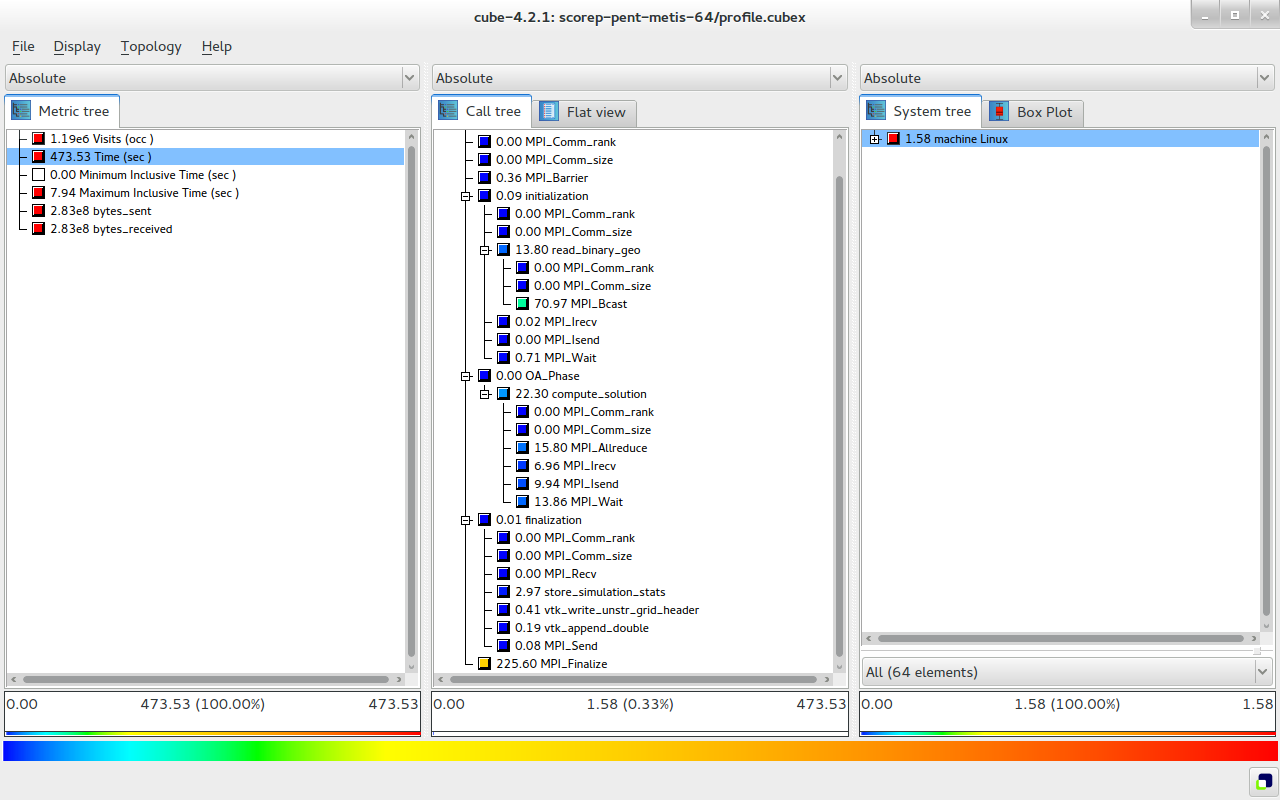 cube-4.2.1: scorep-pent-metis-64/profile.cubex
File Display Topology Help
Absolute
Metric tree
1.19e6 Visits (occ )
473.53 Time (sec )
0.00 Minimum Inclusive Time (sec )
7.94 Maximum Inclusive Time (sec )
2.83e8 bytes_sent
2.83e8 bytes_received
0.00 473.53 (100.00%) 473.53
Absolute
Call tree Flat view
0.00 MPI_Comm_rank
0.00 MPI_Comm_size
0.36 MPI_Barrier
0.09 initialization
0.00 MPI_Comm_rank
0.00 MPI_Comm_size
13.80 read_binary_geo
0.00 MPI_Comm_rank
0.00 MPI_Comm_size
70.97 MPI_Bcast
0.02 MPI_Irecv
0.00 MPI_Isend
0.71 MPI_Wait
0.00 OA_Phase
22.30 compute_solution
0.00 MPI_Comm_rank
0.00 MPI_Comm_size
15.80 MPI_Allreduce
6.96 MPI_Irecv
9.94 MPI_Isend
13.86 MPI_Wait
0.01 finalization
0.00 MPI_Comm_rank
0.00 MPI_Comm_size
0.00 MPI_Recv
2.97 store_simulation_stats
0.41 vtk_write_unstr_grid_header
0.19 vtk_append_double
0.08 MPI_Send
225.60 MPI_Finalize
0.00 1.58 (0.33%) 473.53
Absolute
System tree Box Plot
1.58 machine Linux
All (64 elements)
0.00 1.58 (100.00%) 1.58